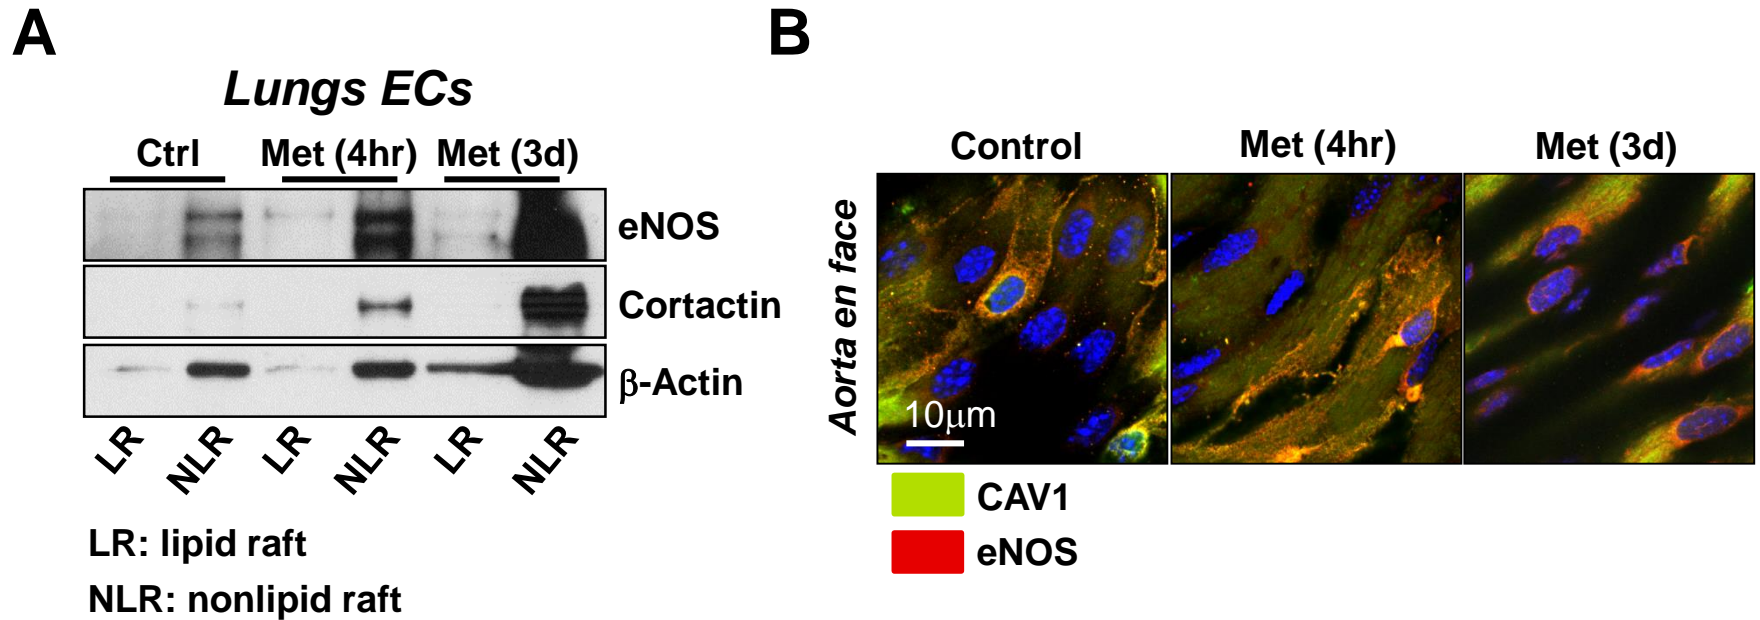 A
Lungs ECs
Ctrl Met (4hr) Met (3d)
eNOS
Cortactin
β-Actin
LR NLR LR NLR LR NLR
LR: lipid raft
NLR: nonlipid raft
B
Control Met (4hr) Met (3d)
Aorta en face
10μm
CAV1
eNOS